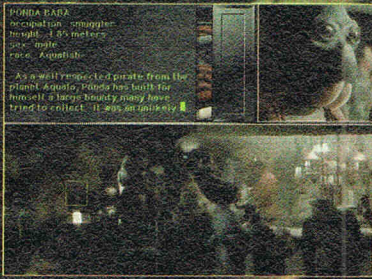 PONDA BABA
occupation: smuggler
height: 1.85 meters
sex: male
race: Aquafish
As a well respected pirate from the
planet Aquala, Ponda has built for
himself a large bounty many have
tried to collect. It was an unlikely